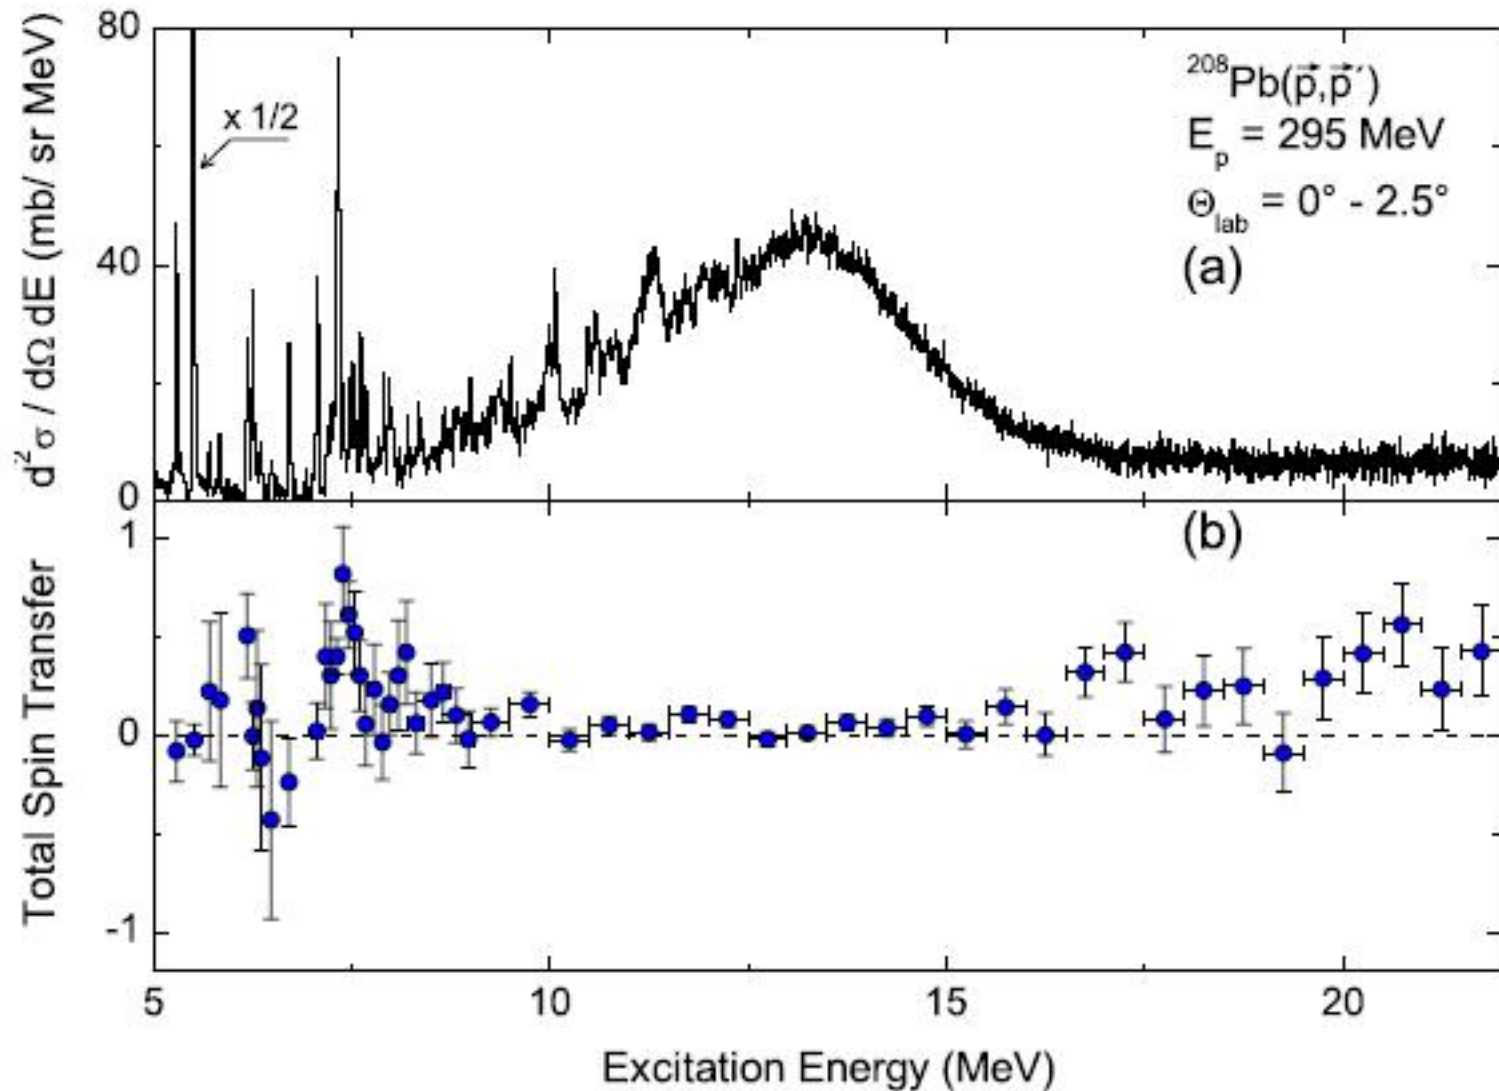 80
40
0
d²σ / dΩ dE (mb/ sr MeV)
x 1/2
²⁰⁸Pb(p⃗,p⃗´)
Eₚ = 295 MeV
Θ_lab = 0° - 2.5°
(a)
(b)
1
0
-1
Total Spin Transfer
5 10 15 20
Excitation Energy (MeV)